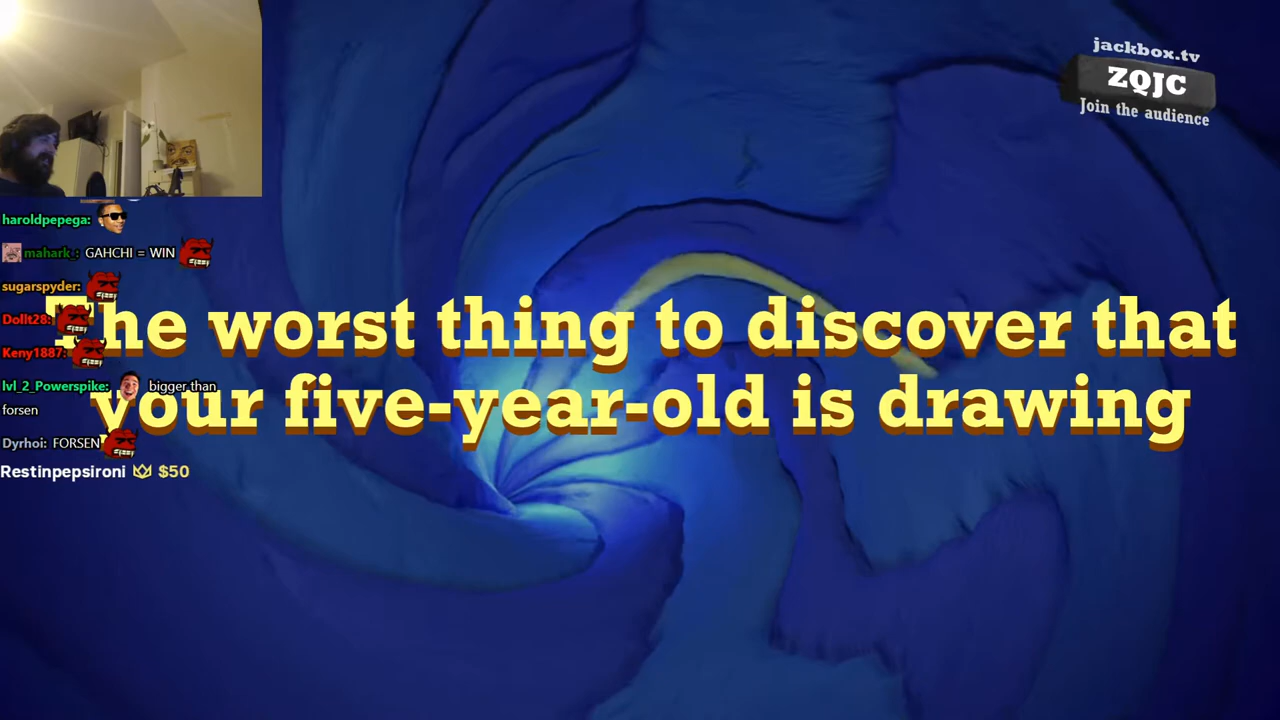 jackbox.tv
ZQJC
Join the audience
haroldpepega:
mahark_: GAHCHI = WIN
sugarspyder:
Dollt28:
Keny1887:
lvl_2_Powerspike: bigger than
forsen
Dyrhoi: FORSEN
Restinpepsironi $50
The worst thing to discover that
your five-year-old is drawing